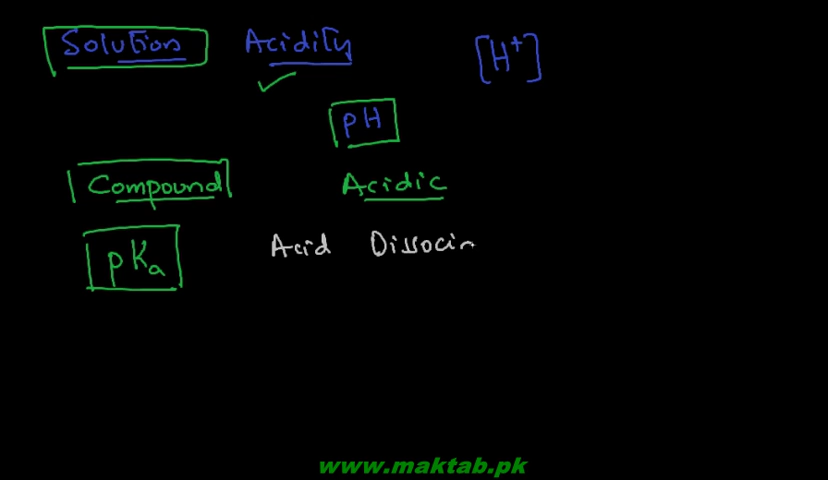 Solution Acidity [H⁺]
pH
Compound Acidic
pKₐ Acid Dissocia
www.maktab.pk